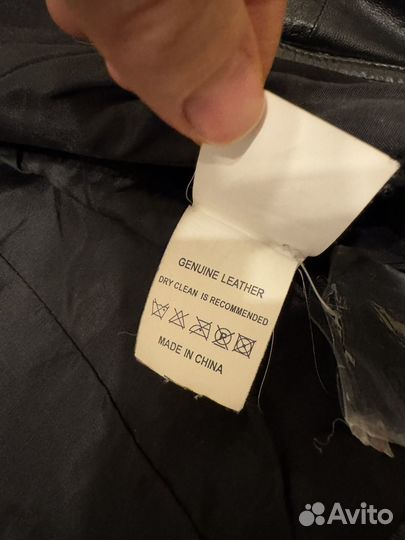 GENUINE LEATHER
DRY CLEAN IS RECOMMENDED
P
MADE IN CHINA
Avito